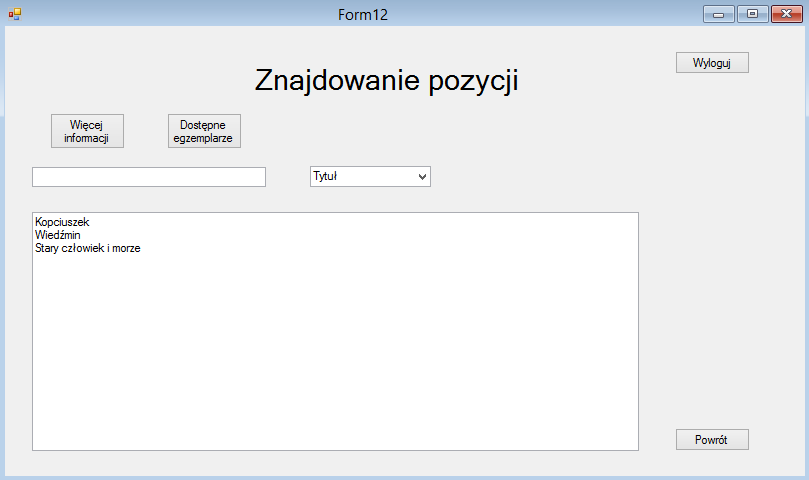 Form12
Wyloguj
Znajdowanie pozycji
Więcej
informacji
Dostępne
egzemplarze
Tytuł
Kopciuszek
Wiedźmin
Stary człowiek i morze
Powrót